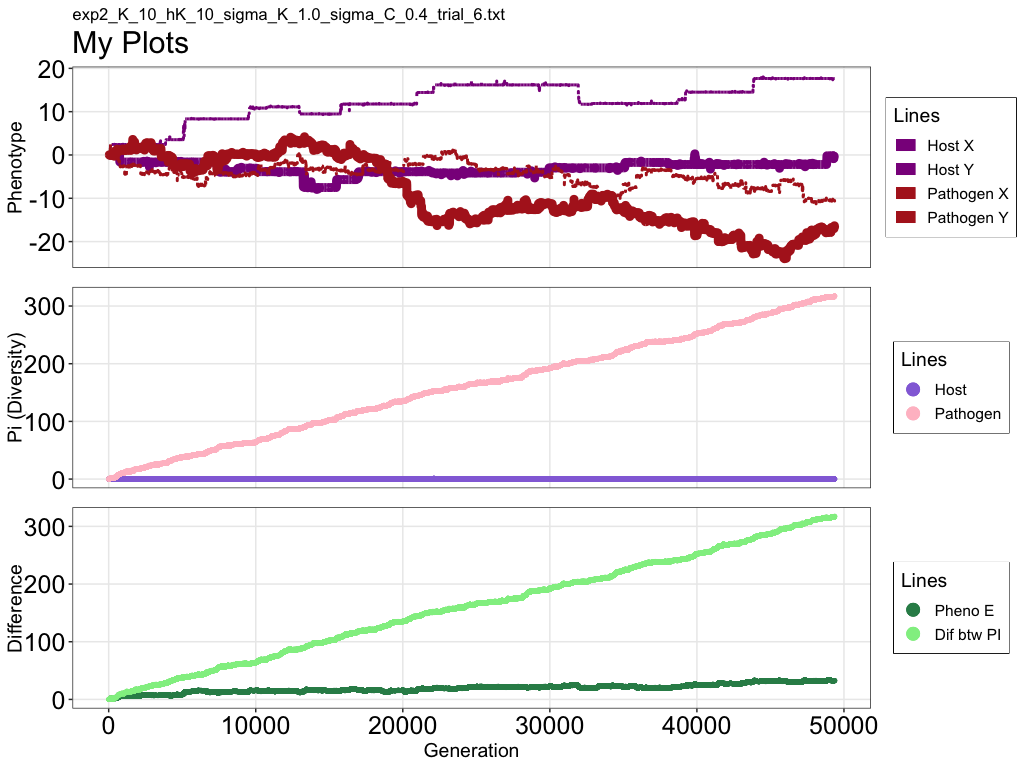 exp2_K_10_hK_10_sigma_K_1.0_sigma_C_0.4_trial_6.txt
My Plots
Phenotype
20
10
0
-10
-20
Lines
Host X
Host Y
Pathogen X
Pathogen Y
Pi (Diversity)
300
200
100
0
Lines
Host
Pathogen
Difference
300
200
100
0
Lines
Pheno E
Dif btw PI
0 10000 20000 30000 40000 50000
Generation